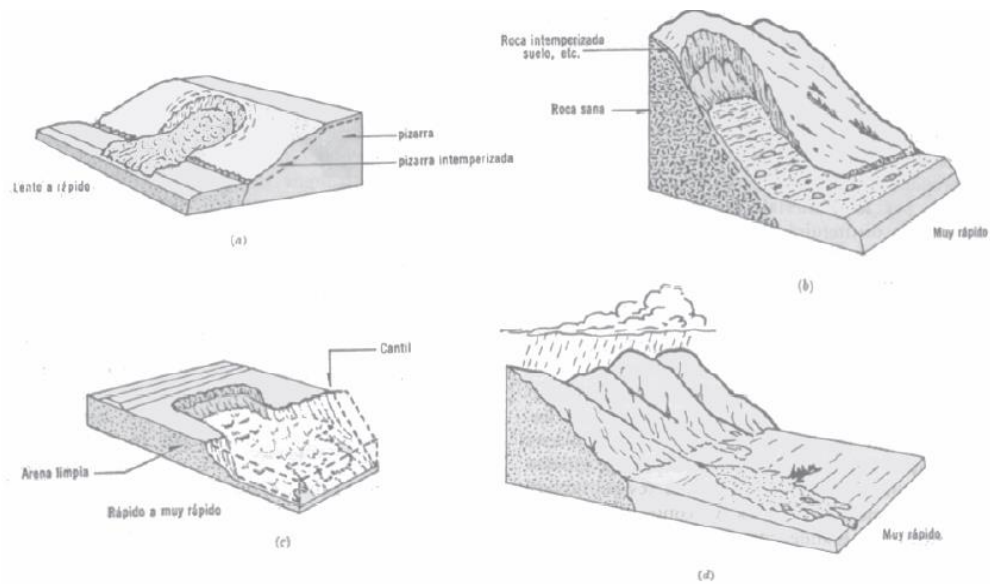 pizarra
pizarra intemperizada
Lento a rápido
(a)
Roca intemperizada
suelo, etc.
Roca sana
Muy rápido
(b)
Cantil
Arena limpia
Rápido a muy rápido
(c)
Muy rápido.
(d)